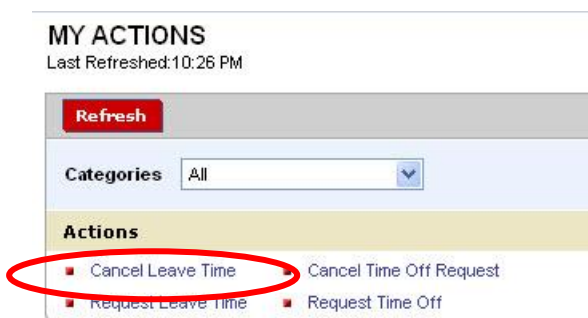 MY ACTIONS
Last Refreshed:10:26 PM
Refresh
Categories All
Actions
Cancel Leave Time Cancel Time Off Request
Request Leave Time Request Time Off